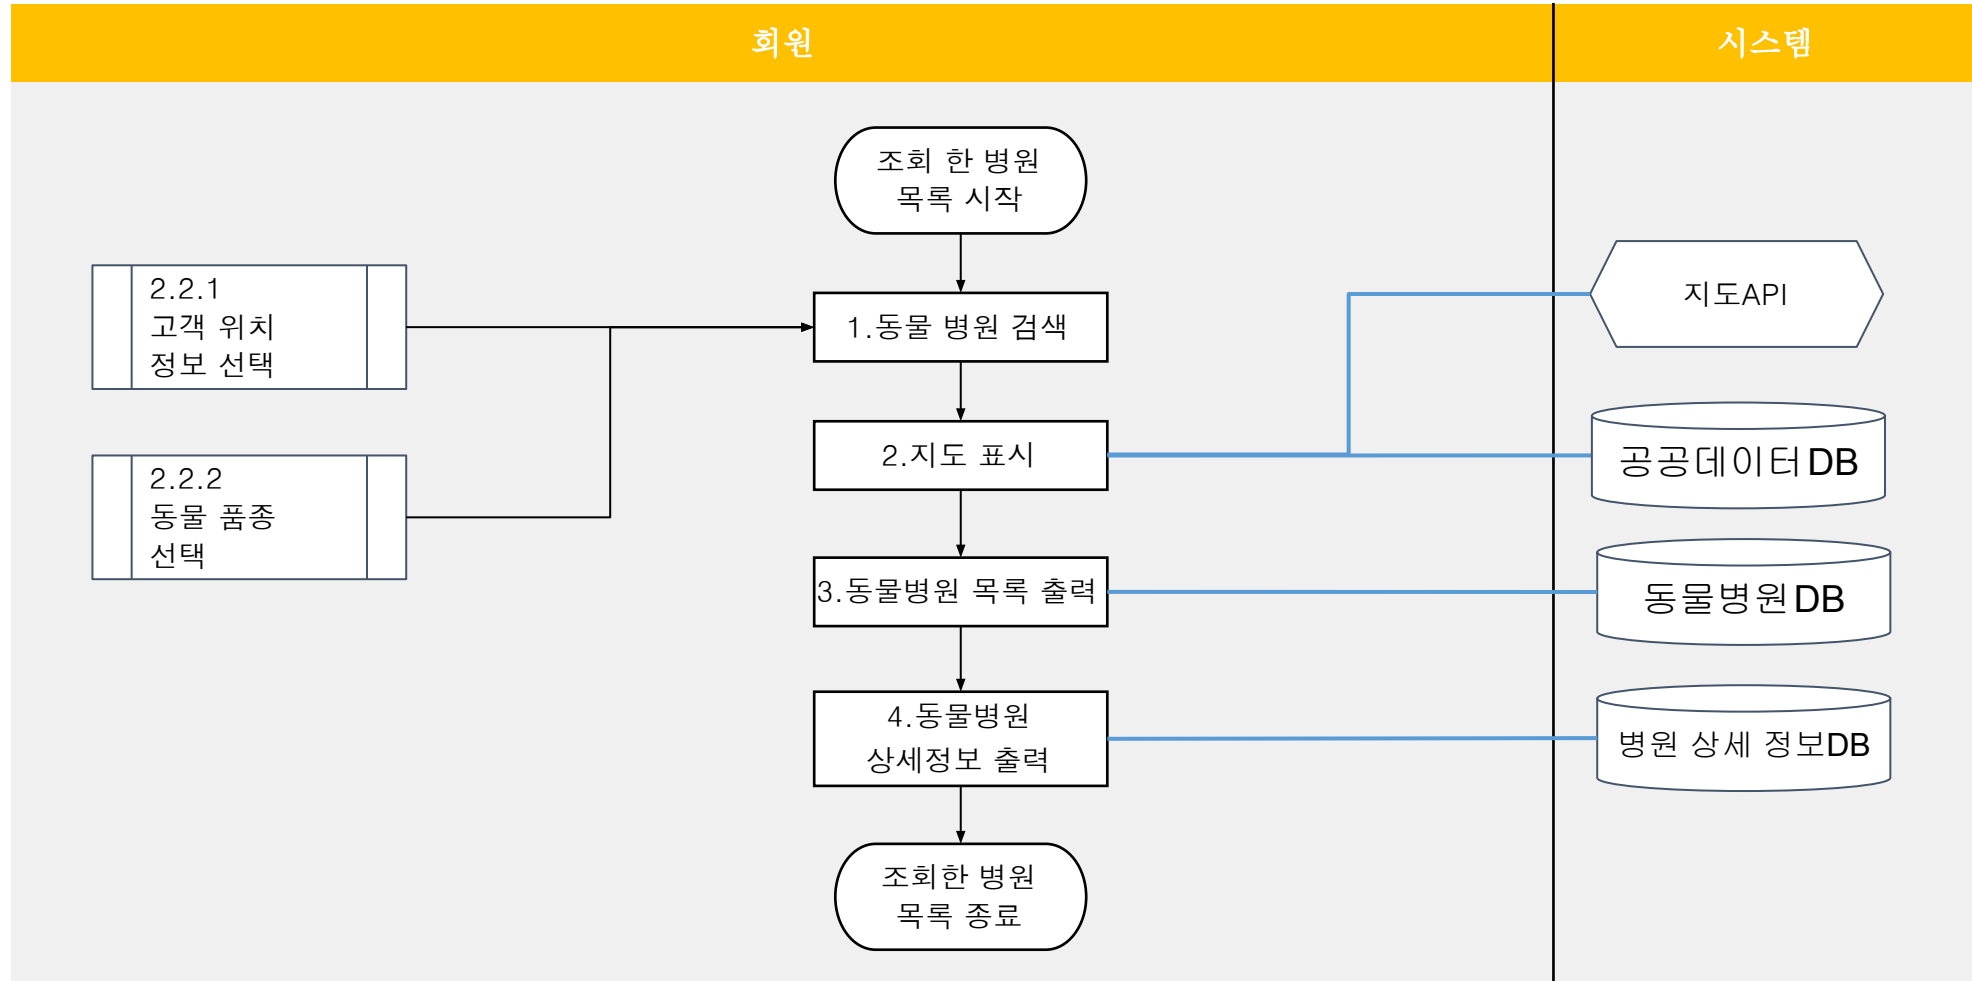 회원
시스템
조회 한 병원
목록 시작
2.2.1
고객 위치
정보 선택
1.동물 병원 검색
지도API
2.2.2
동물 품종
선택
2.지도 표시
공공데이터DB
3.동물병원 목록 출력
동물병원DB
4.동물병원
상세정보 출력
병원 상세 정보DB
조회한 병원
목록 종료